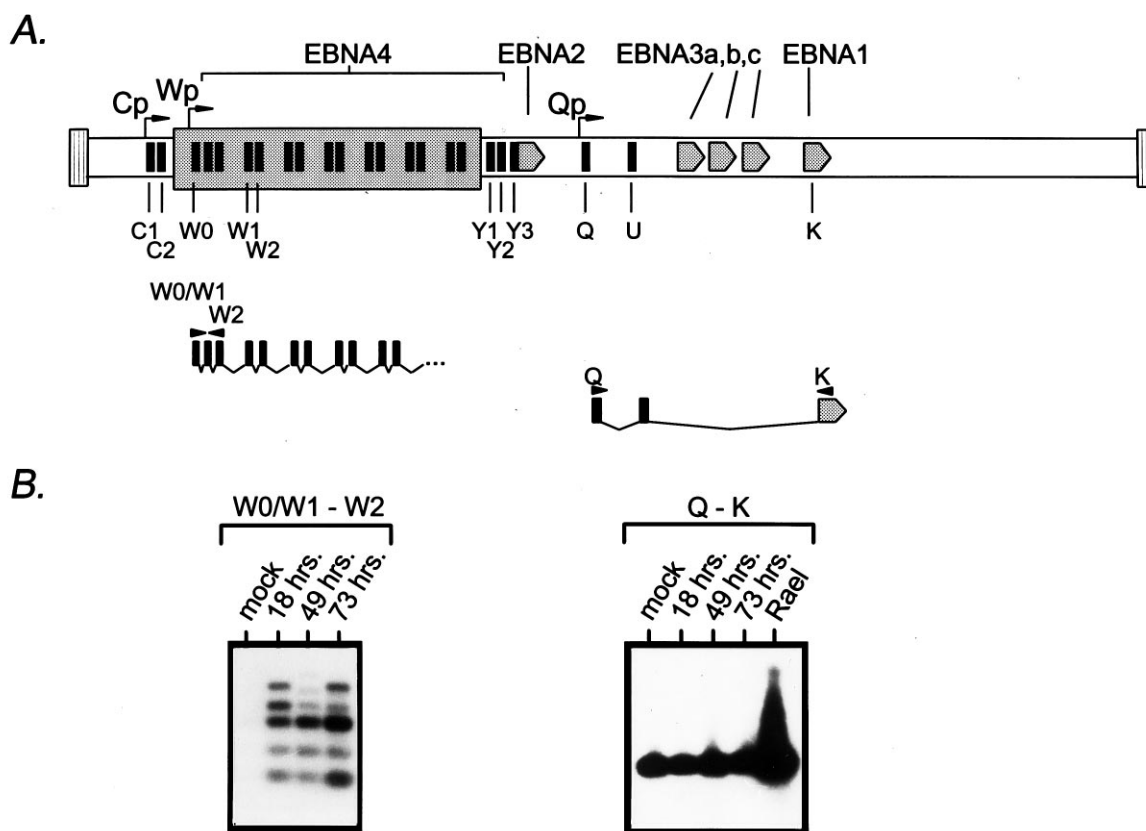 A.
EBNA4 EBNA2 EBNA3a,b,c EBNA1
Cp Wp Qp
C1 C2 W0 W1 W2 Y1 Y2 Y3 Q U K
W0/W1
W2
...
Q K
B.
W0/W1 - W2
mock 18 hrs. 49 hrs. 73 hrs.
Q - K
mock 18 hrs. 49 hrs. 73 hrs. Rael